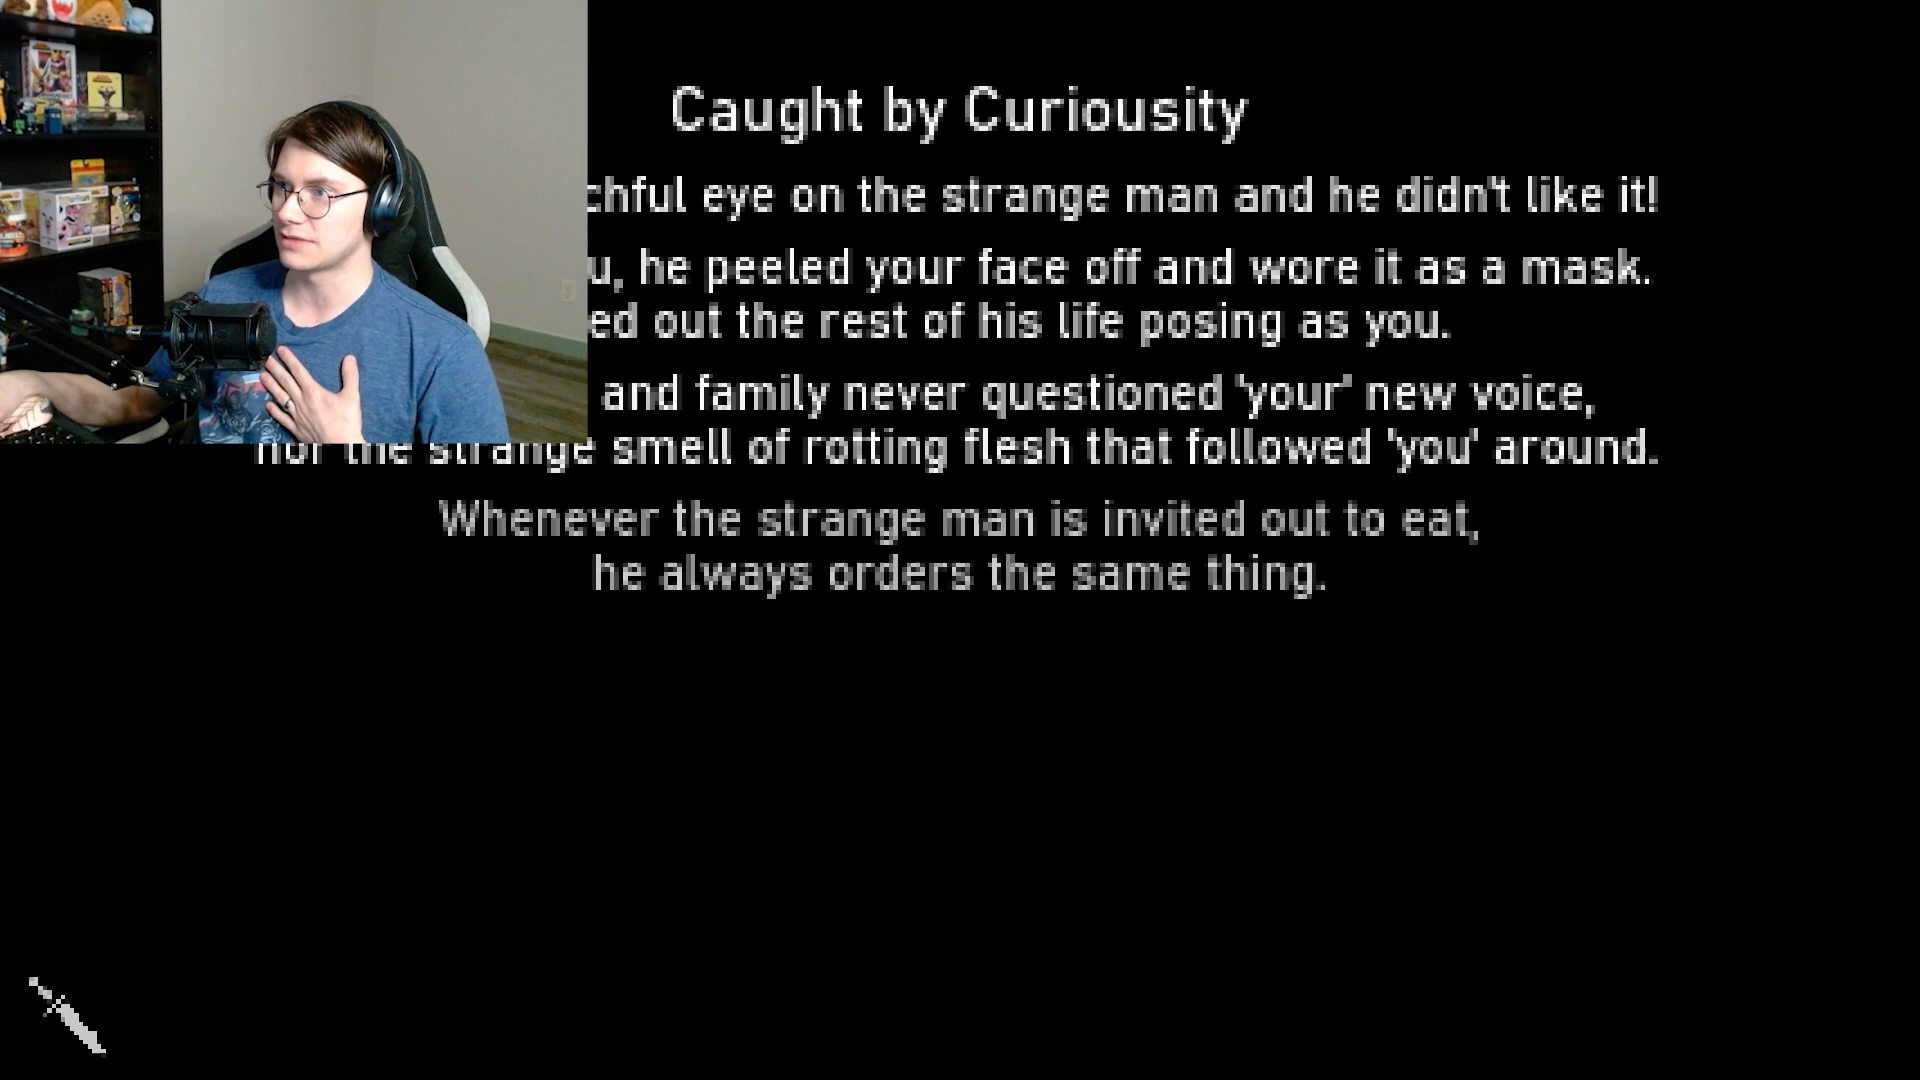 Caught by Curiousity
eye on the strange man and he didn't like it!
he peeled your face off and wore it as a mask.
out the rest of his life posing as you.
and family never questioned 'your' new voice,
nor the strange smell of rotting flesh that followed 'you' around.
Whenever the strange man is invited out to eat,
he always orders the same thing.